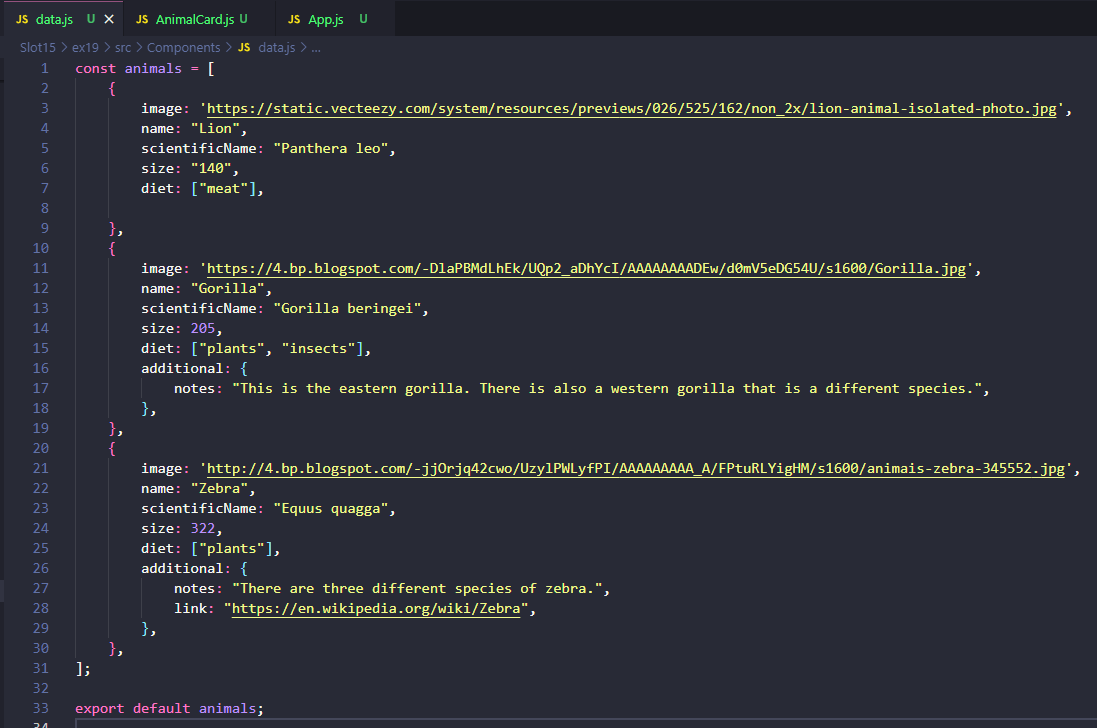 JS data.js U × JS AnimalCard.js U JS App.js U
Slot15 > ex19 > src > Components > JS data.js > ...
1 const animals = [
2 {
3 image: 'https://static.vecteezy.com/system/resources/previews/026/525/162/non_2x/lion-animal-isolated-photo.jpg',
4 name: "Lion",
5 scientificName: "Panthera leo",
6 size: "140",
7 diet: ["meat"],
8
9 },
10 {
11 image: 'https://4.bp.blogspot.com/-DlaPBMdLhEk/UQp2_aDhYcI/AAAAAAAADEw/d0mV5eDG54U/s1600/Gorilla.jpg',
12 name: "Gorilla",
13 scientificName: "Gorilla beringei",
14 size: 205,
15 diet: ["plants", "insects"],
16 additional: {
17 notes: "This is the eastern gorilla. There is also a western gorilla that is a different species.",
18 },
19 },
20 {
21 image: 'http://4.bp.blogspot.com/-jjOrjq42cwo/UzylPWLyfPI/AAAAAAAAA_A/FPtuRLYigHM/s1600/animais-zebra-345552.jpg',
22 name: "Zebra",
23 scientificName: "Equus quagga",
24 size: 322,
25 diet: ["plants"],
26 additional: {
27 notes: "There are three different species of zebra.",
28 link: "https://en.wikipedia.org/wiki/Zebra",
29 },
30 },
31 ];
32
33 export default animals;
34